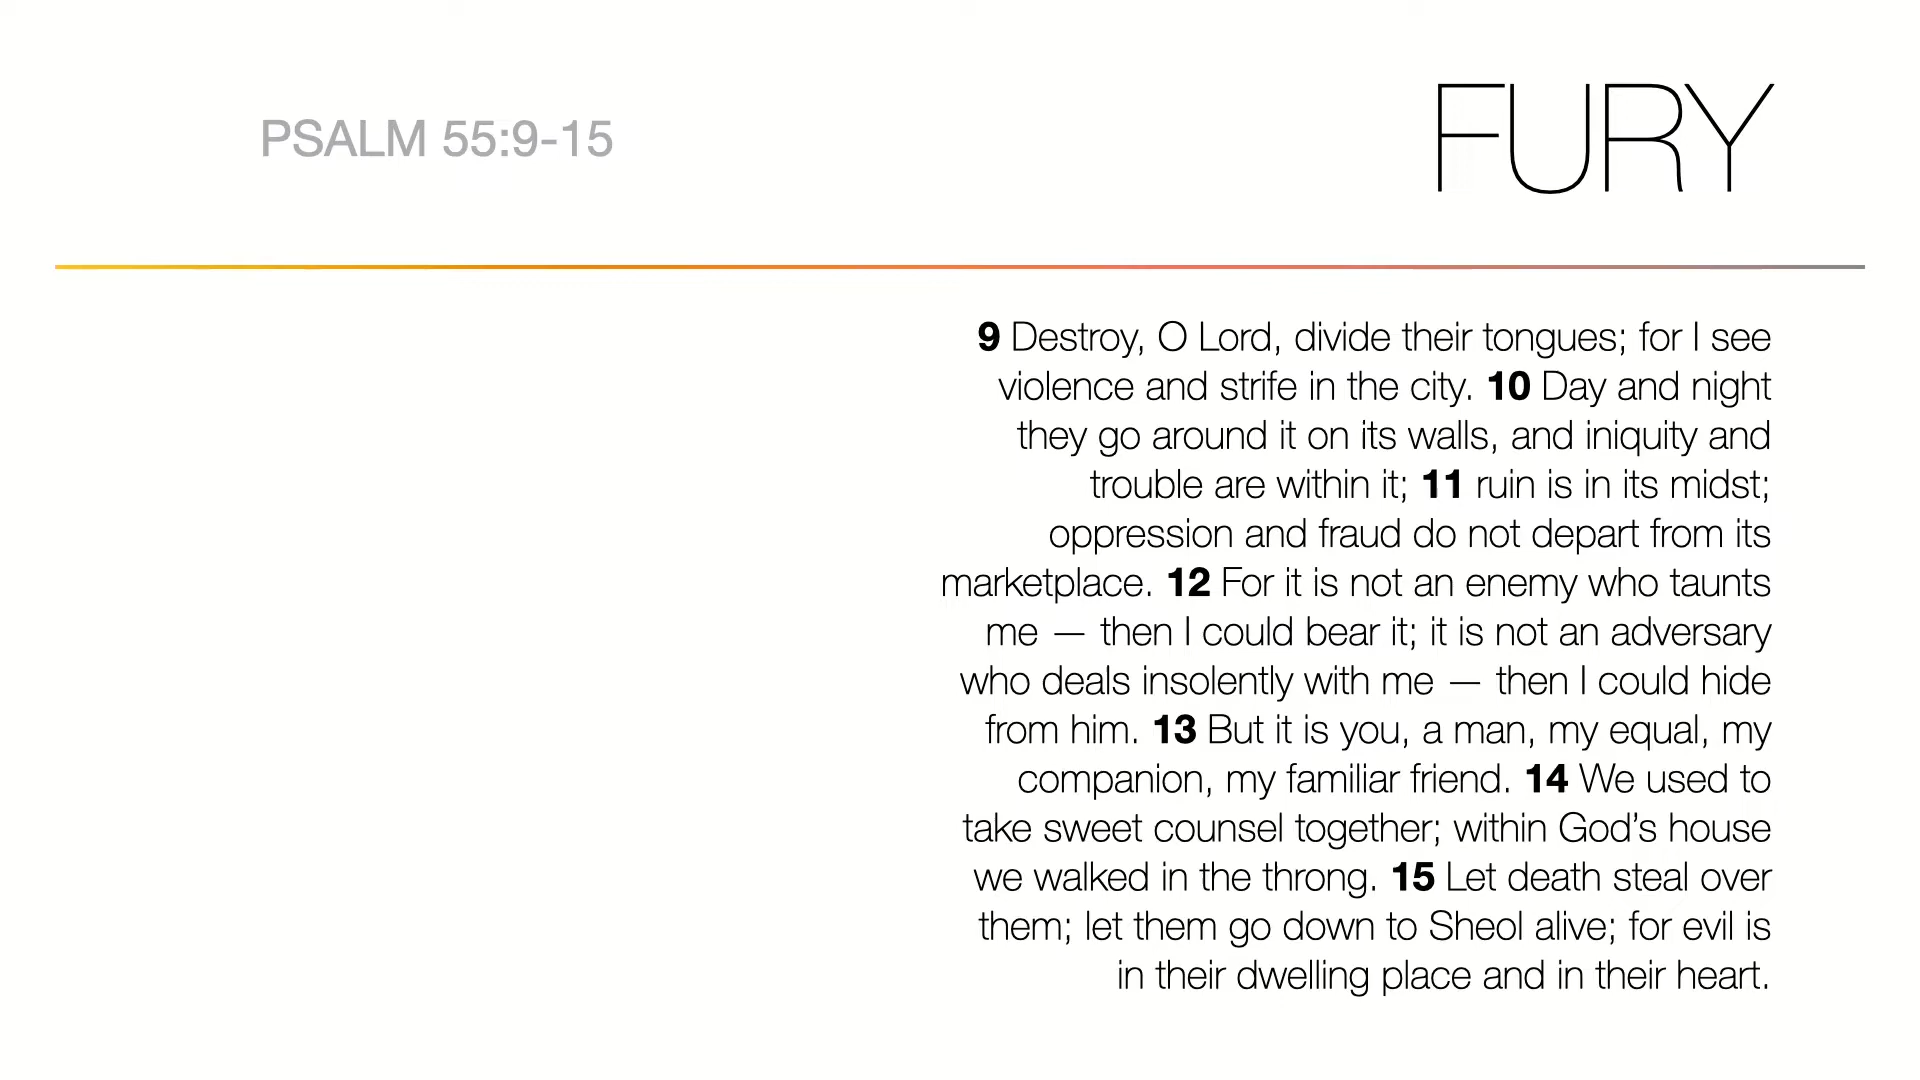 PSALM 55:9-15
FURY
9 Destroy, O Lord, divide their tongues; for I see
violence and strife in the city. 10 Day and night
they go around it on its walls, and iniquity and
trouble are within it; 11 ruin is in its midst;
oppression and fraud do not depart from its
marketplace. 12 For it is not an enemy who taunts
me — then I could bear it; it is not an adversary
who deals insolently with me — then I could hide
from him. 13 But it is you, a man, my equal, my
companion, my familiar friend. 14 We used to
take sweet counsel together; within God’s house
we walked in the throng. 15 Let death steal over
them; let them go down to Sheol alive; for evil is
in their dwelling place and in their heart.